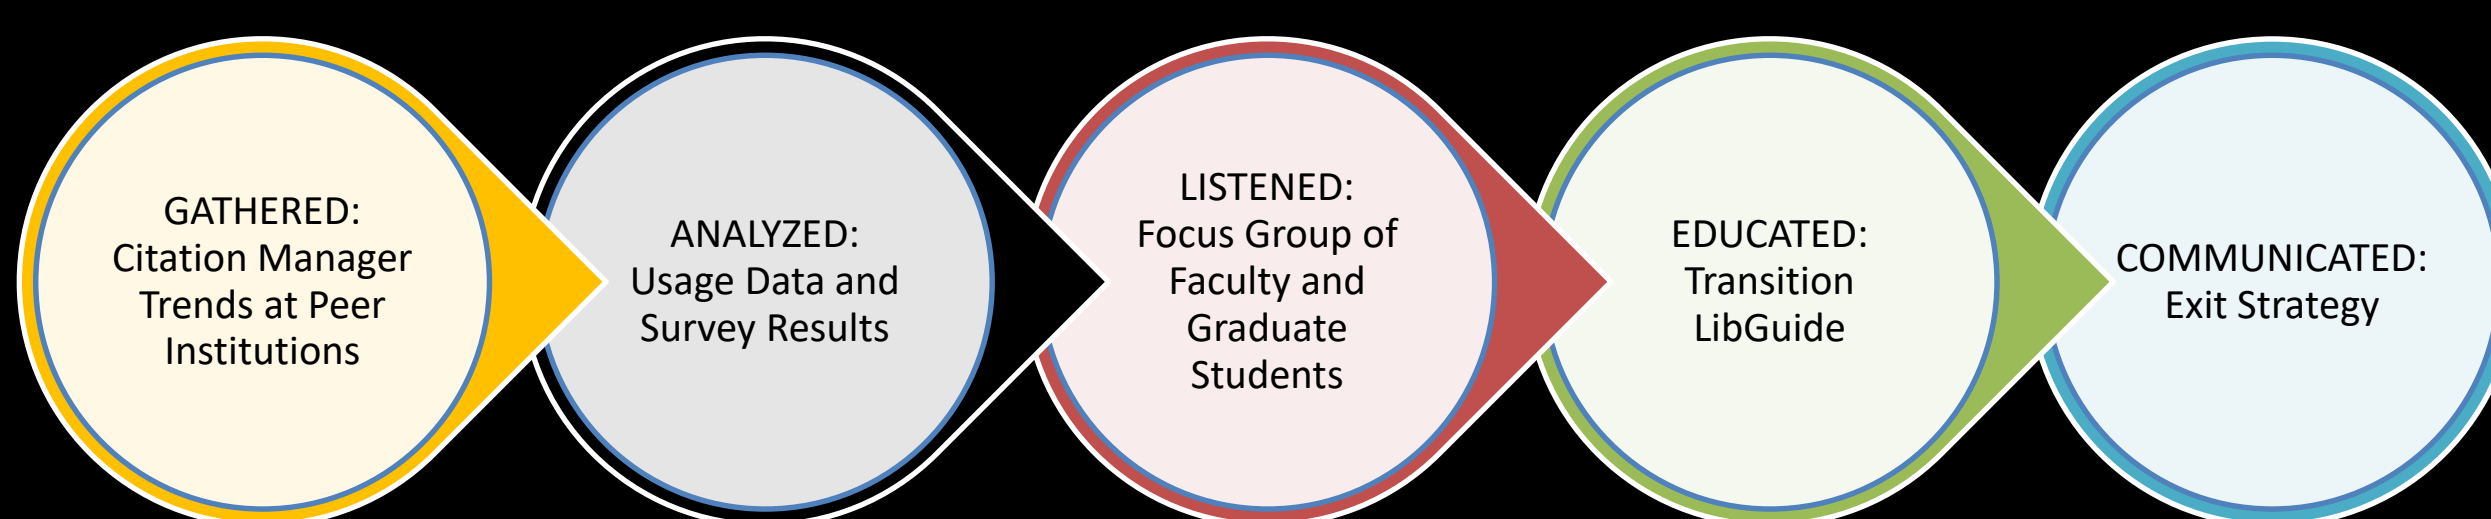 GATHERED:
Citation Manager
Trends at Peer
Institutions
ANALYZED:
Usage Data and
Survey Results
LISTENED:
Focus Group of
Faculty and
Graduate
Students
EDUCATED:
Transition
LibGuide
COMMUNICATED:
Exit Strategy